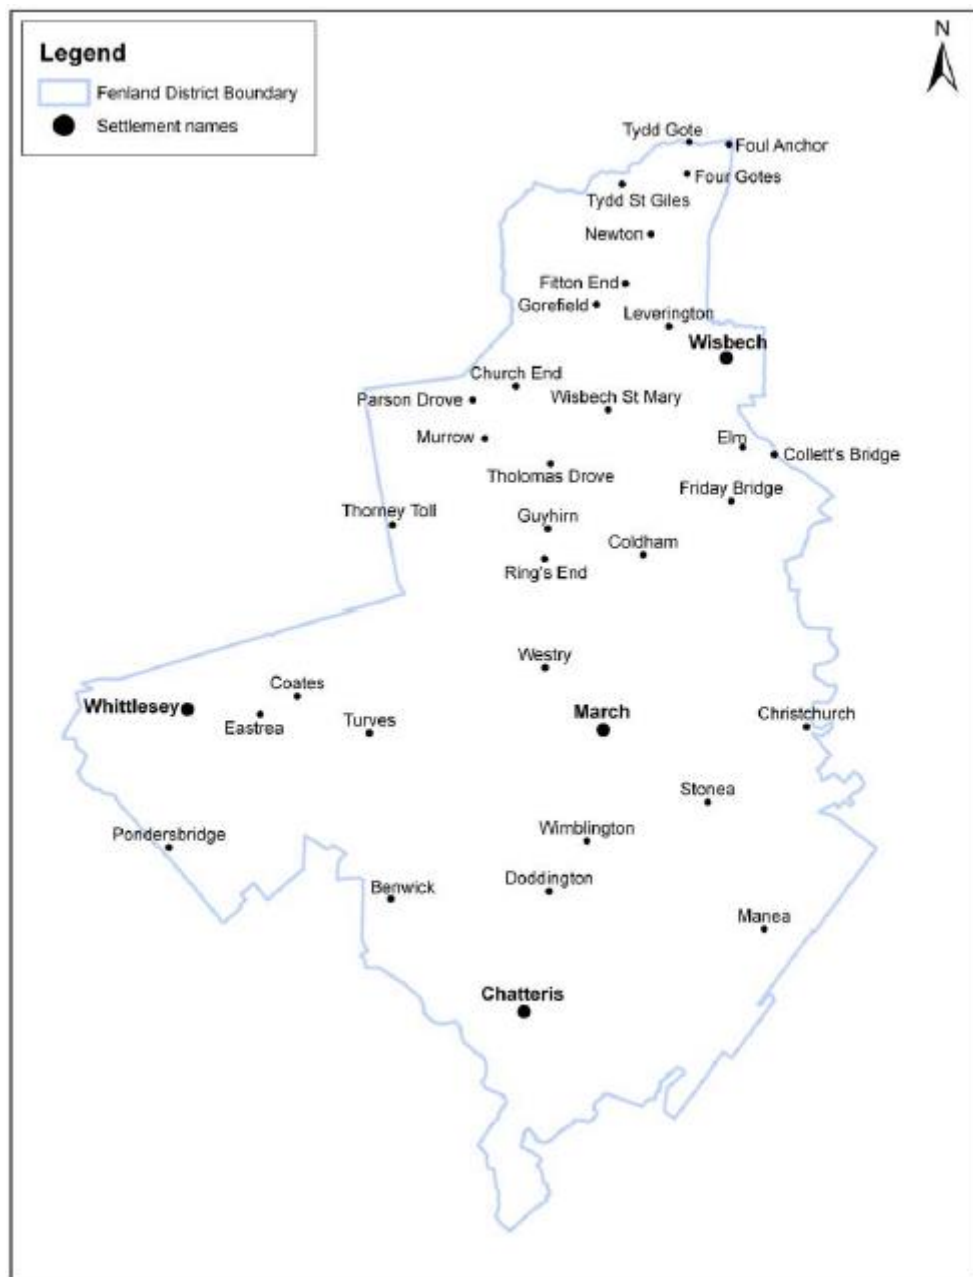 Legend
Fenland District Boundary
Settlement names
N
Tydd Gote
Foul Anchor
Four Gotes
Tydd St Giles
Newton
Fitton End
Gorefield
Leverington
Wisbech
Church End
Parson Drove
Wisbech St Mary
Murrow
Elm
Collett's Bridge
Tholomas Drove
Friday Bridge
Thorney Toll
Guyhirn
Coldham
Ring's End
Westry
Coates
Whittlesey
Eastrea
Turves
March
Christchurch
Stonea
Pondersbridge
Wimblington
Benwick
Doddington
Manea
Chatteris